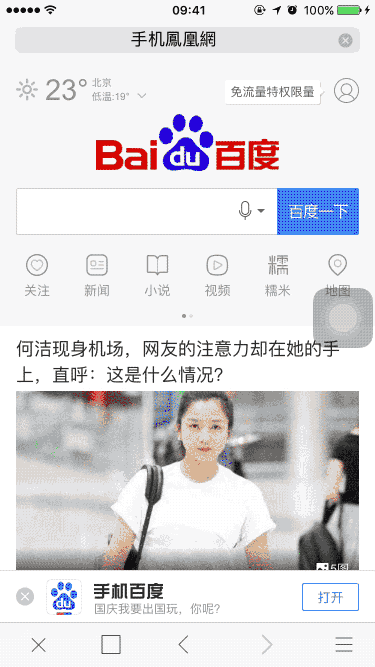 09:41
100%
手机鳳凰網
23°
北京
低温:19°
免流量特权限量
Bai du 百度
百度一下
关注
新闻
小说
视频
糯
糯米
地图
何洁现身机场，网友的注意力却在她的手
上，直呼：这是什么情况？
5图
du
手机百度
国庆我要出国玩，你呢？
打开